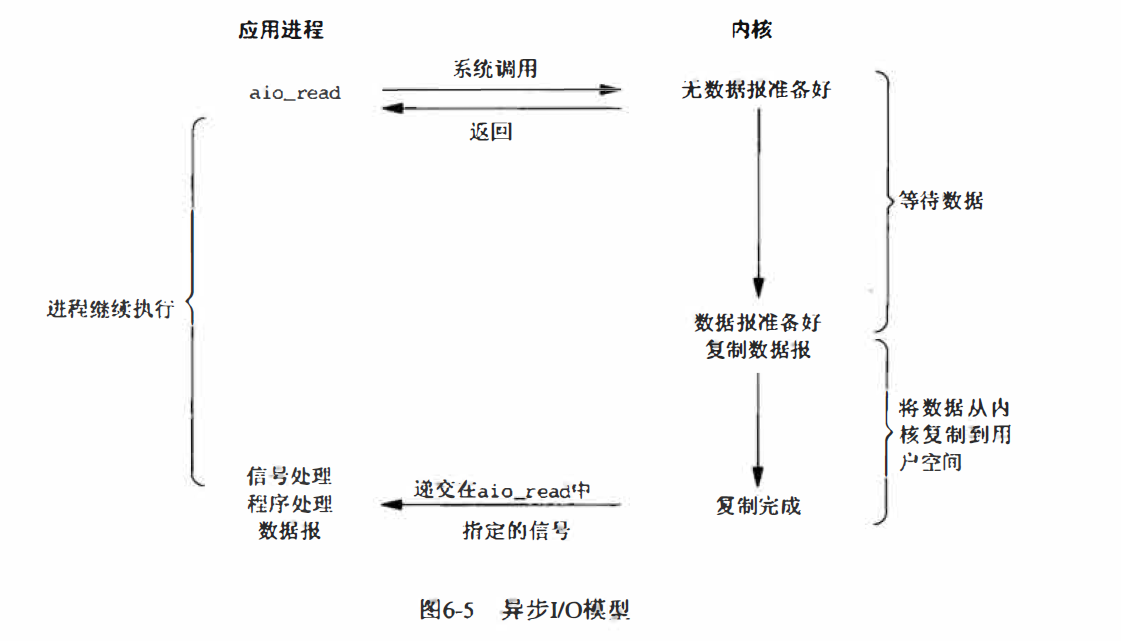 应用进程
内核
系统调用
aio_read
无数据报准备好
返回
等待数据
进程继续执行
数据报准备好
复制数据报
将数据从内
核复制到用
户空间
信号处理
程序处理
数据报
递交在aio_read中
指定的信号
复制完成
图6-5 异步I/O模型